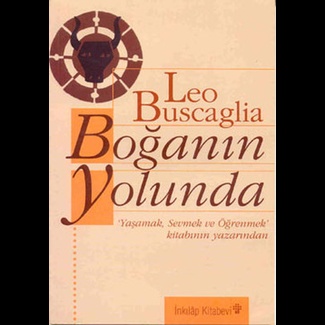 Leo
Buscaglia
Boğanın
Yolunda
'Yaşamak, Sevmek ve Öğrenmek'
kitabının yazarından
İnkılâp Kitabevi